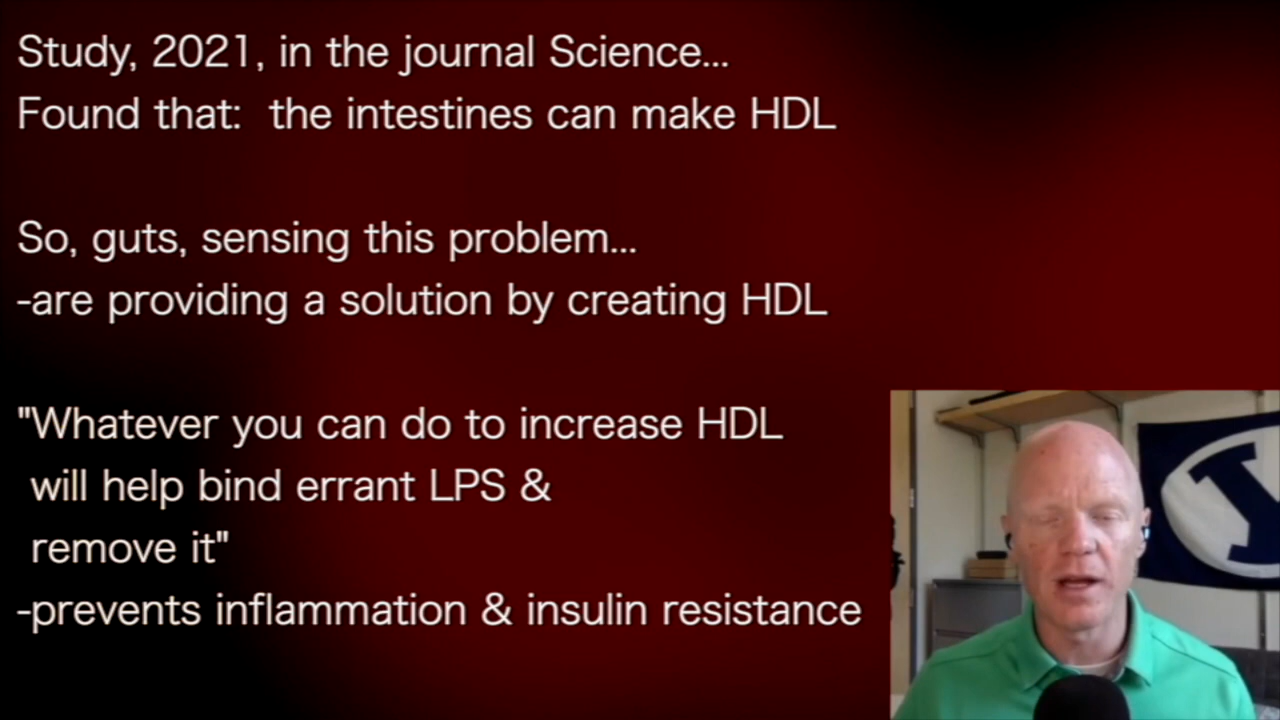 Study, 2021, in the journal Science...
Found that:  the intestines can make HDL
So, guts, sensing this problem...
-are providing a solution by creating HDL
"Whatever you can do to increase HDL
will help bind errant LPS &
remove it"
-prevents inflammation & insulin resistance
Y